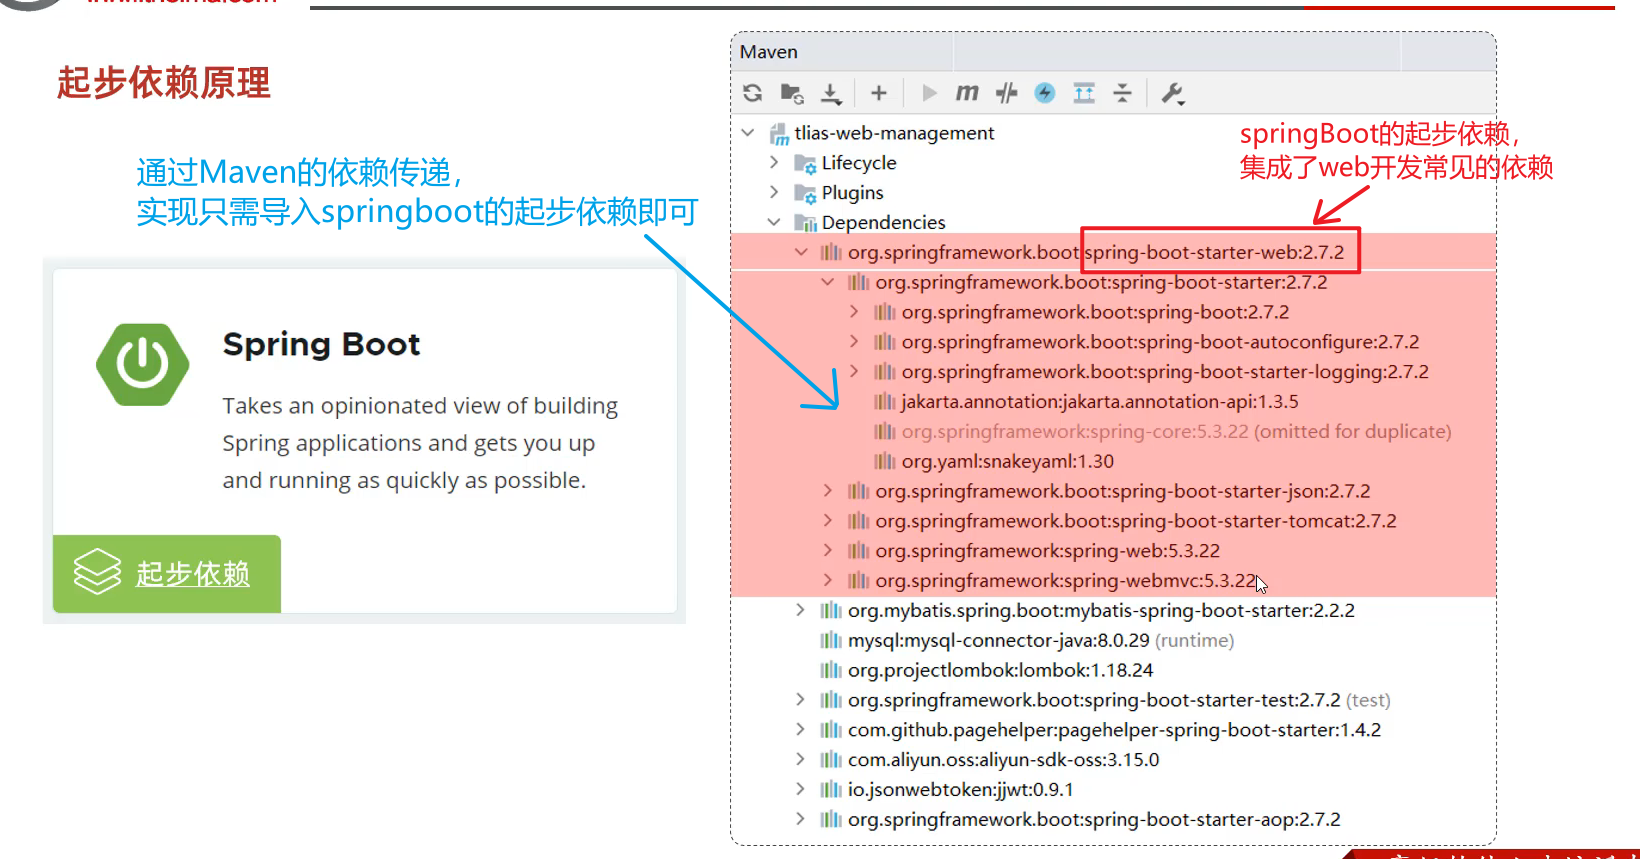 起步依赖原理
通过Maven的依赖传递，
实现只需导入springboot的起步依赖即可
Spring Boot
Takes an opinionated view of building
Spring applications and gets you up
and running as quickly as possible.
起步依赖
Maven
tlias-web-management
Lifecycle
Plugins
Dependencies
org.springframework.boot:spring-boot-starter-web:2.7.2
org.springframework.boot:spring-boot-starter:2.7.2
org.springframework.boot:spring-boot:2.7.2
org.springframework.boot:spring-boot-autoconfigure:2.7.2
org.springframework.boot:spring-boot-starter-logging:2.7.2
jakarta.annotation:jakarta.annotation-api:1.3.5
org.springframework:spring-core:5.3.22 (omitted for duplicate)
org.yaml:snakeyaml:1.30
org.springframework.boot:spring-boot-starter-json:2.7.2
org.springframework.boot:spring-boot-starter-tomcat:2.7.2
org.springframework:spring-web:5.3.22
org.springframework:spring-webmvc:5.3.22
org.mybatis.spring.boot:mybatis-spring-boot-starter:2.2.2
mysql:mysql-connector-java:8.0.29 (runtime)
org.projectlombok:lombok:1.18.24
org.springframework.boot:spring-boot-starter-test:2.7.2 (test)
com.github.pagehelper:pagehelper-spring-boot-starter:1.4.2
com.aliyun.oss:aliyun-sdk-oss:3.15.0
io.jsonwebtoken:jjwt:0.9.1
org.springframework.boot:spring-boot-starter-aop:2.7.2
springBoot的起步依赖，
集成了web开发常见的依赖